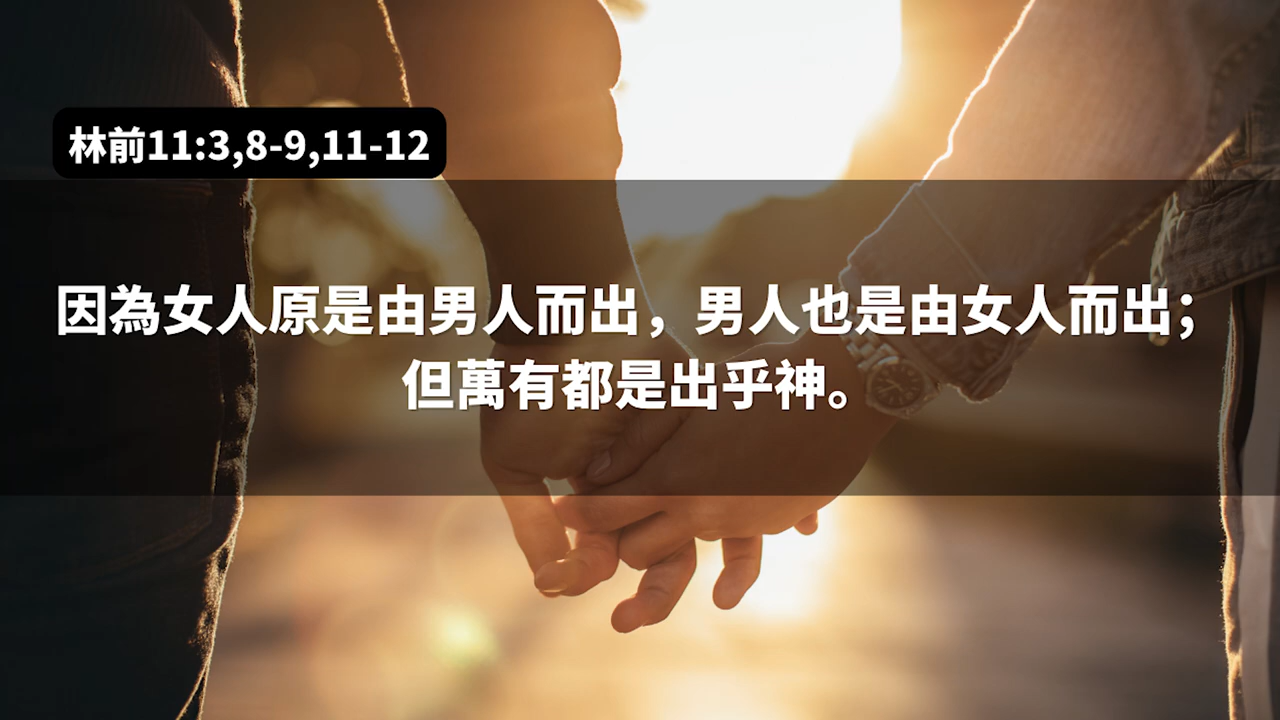 林前11:3,8-9,11-12
因為女人原是由男人而出，男人也是由女人而出；
但萬有都是出乎神。